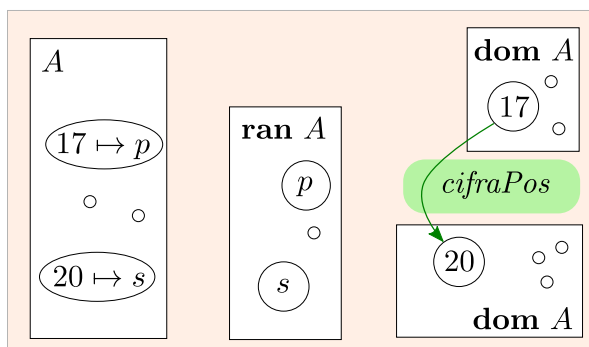 A
17 ↦ p
20 ↦ s
ran A
p
s
dom A
17
cifraPos
20
dom A